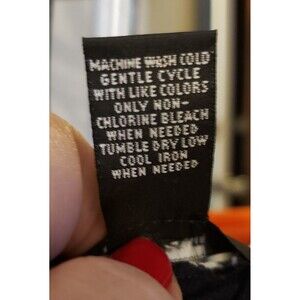 MACHINE WASH COLD
GENTLE CYCLE
WITH LIKE COLORS
ONLY NON-
CHLORINE BLEACH
WHEN NEEDED
TUMBLE DRY LOW
COOL IRON
WHEN NEEDED